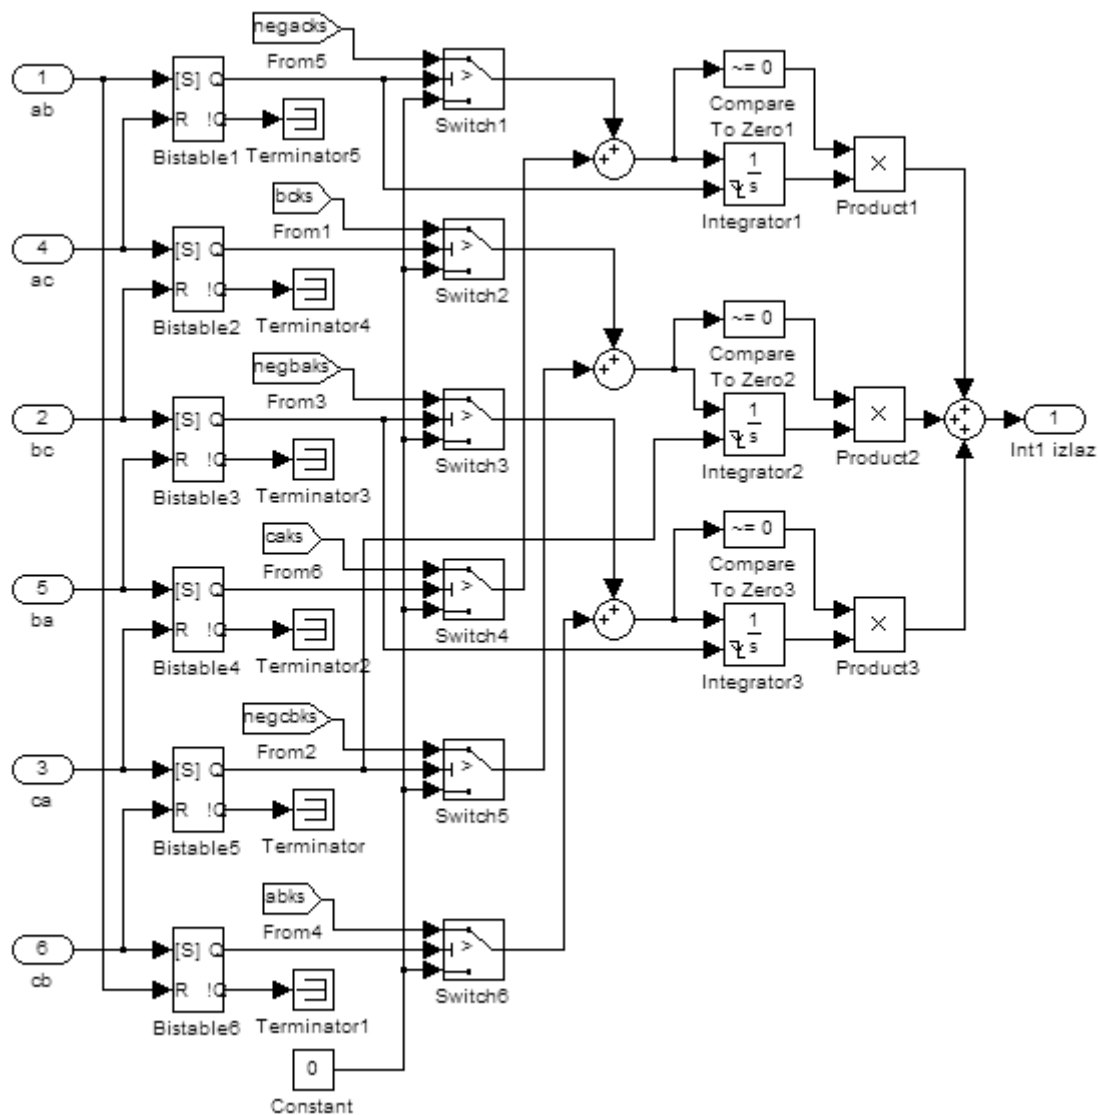 negacks
From5
1
ab
[S] Q
R !Q
Bistable1
Terminator5
>
Switch1
~= 0
Compare
To Zero1
+
+
1
s
Integrator1
×
Product1
bcks
From1
4
ac
[S] Q
R !Q
Bistable2
Terminator4
>
Switch2
~= 0
Compare
To Zero2
+
+
1
s
Integrator2
×
Product2
+
+
+
1
Int1 izlaz
negbaks
From3
2
bc
[S] Q
R !Q
Bistable3
Terminator3
>
Switch3
caks
From6
5
ba
[S] Q
R !Q
Bistable4
Terminator2
>
Switch4
~= 0
Compare
To Zero3
+
+
1
s
Integrator3
×
Product3
negcbks
From2
3
ca
[S] Q
R !Q
Bistable5
Terminator
>
Switch5
abks
From4
6
cb
[S] Q
R !Q
Bistable6
Terminator1
>
Switch6
0
Constant